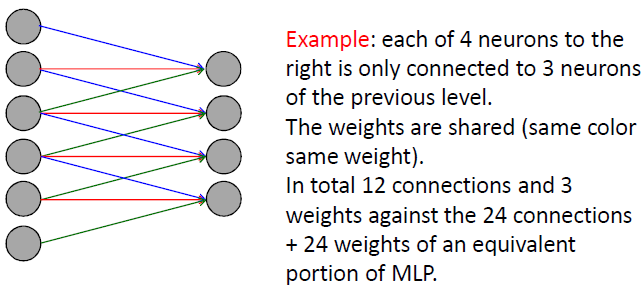 Example: each of 4 neurons to the
right is only connected to 3 neurons
of the previous level.
The weights are shared (same color
same weight).
In total 12 connections and 3
weights against the 24 connections
+ 24 weights of an equivalent
portion of MLP.